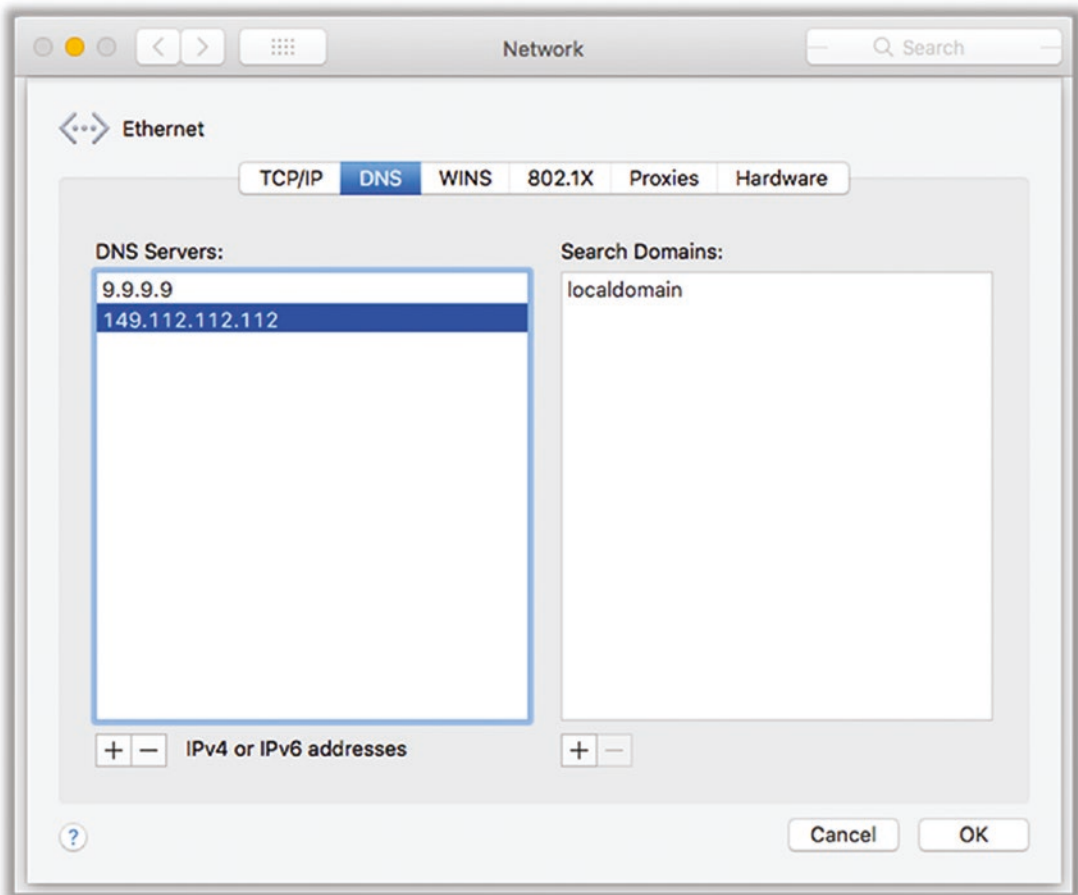 Network
Search
Ethernet
TCP/IP DNS WINS 802.1X Proxies Hardware
DNS Servers:
9.9.9.9
149.112.112.112
Search Domains:
localdomain
+ − IPv4 or IPv6 addresses
+ −
?
Cancel
OK